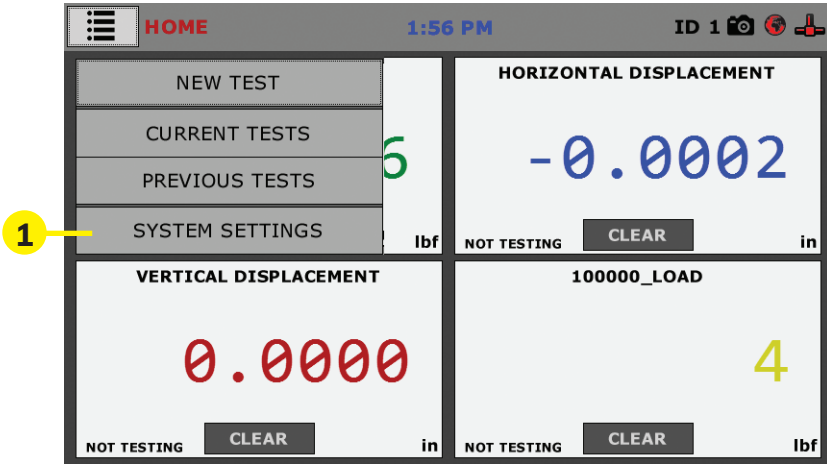 HOME 1:56 PM ID 1
NEW TEST
CURRENT TESTS
PREVIOUS TESTS
SYSTEM SETTINGS
1
6
lbf
HORIZONTAL DISPLACEMENT
-0.0002
NOT TESTING CLEAR in
VERTICAL DISPLACEMENT
0.0000
NOT TESTING CLEAR in
100000_LOAD
4
NOT TESTING CLEAR lbf